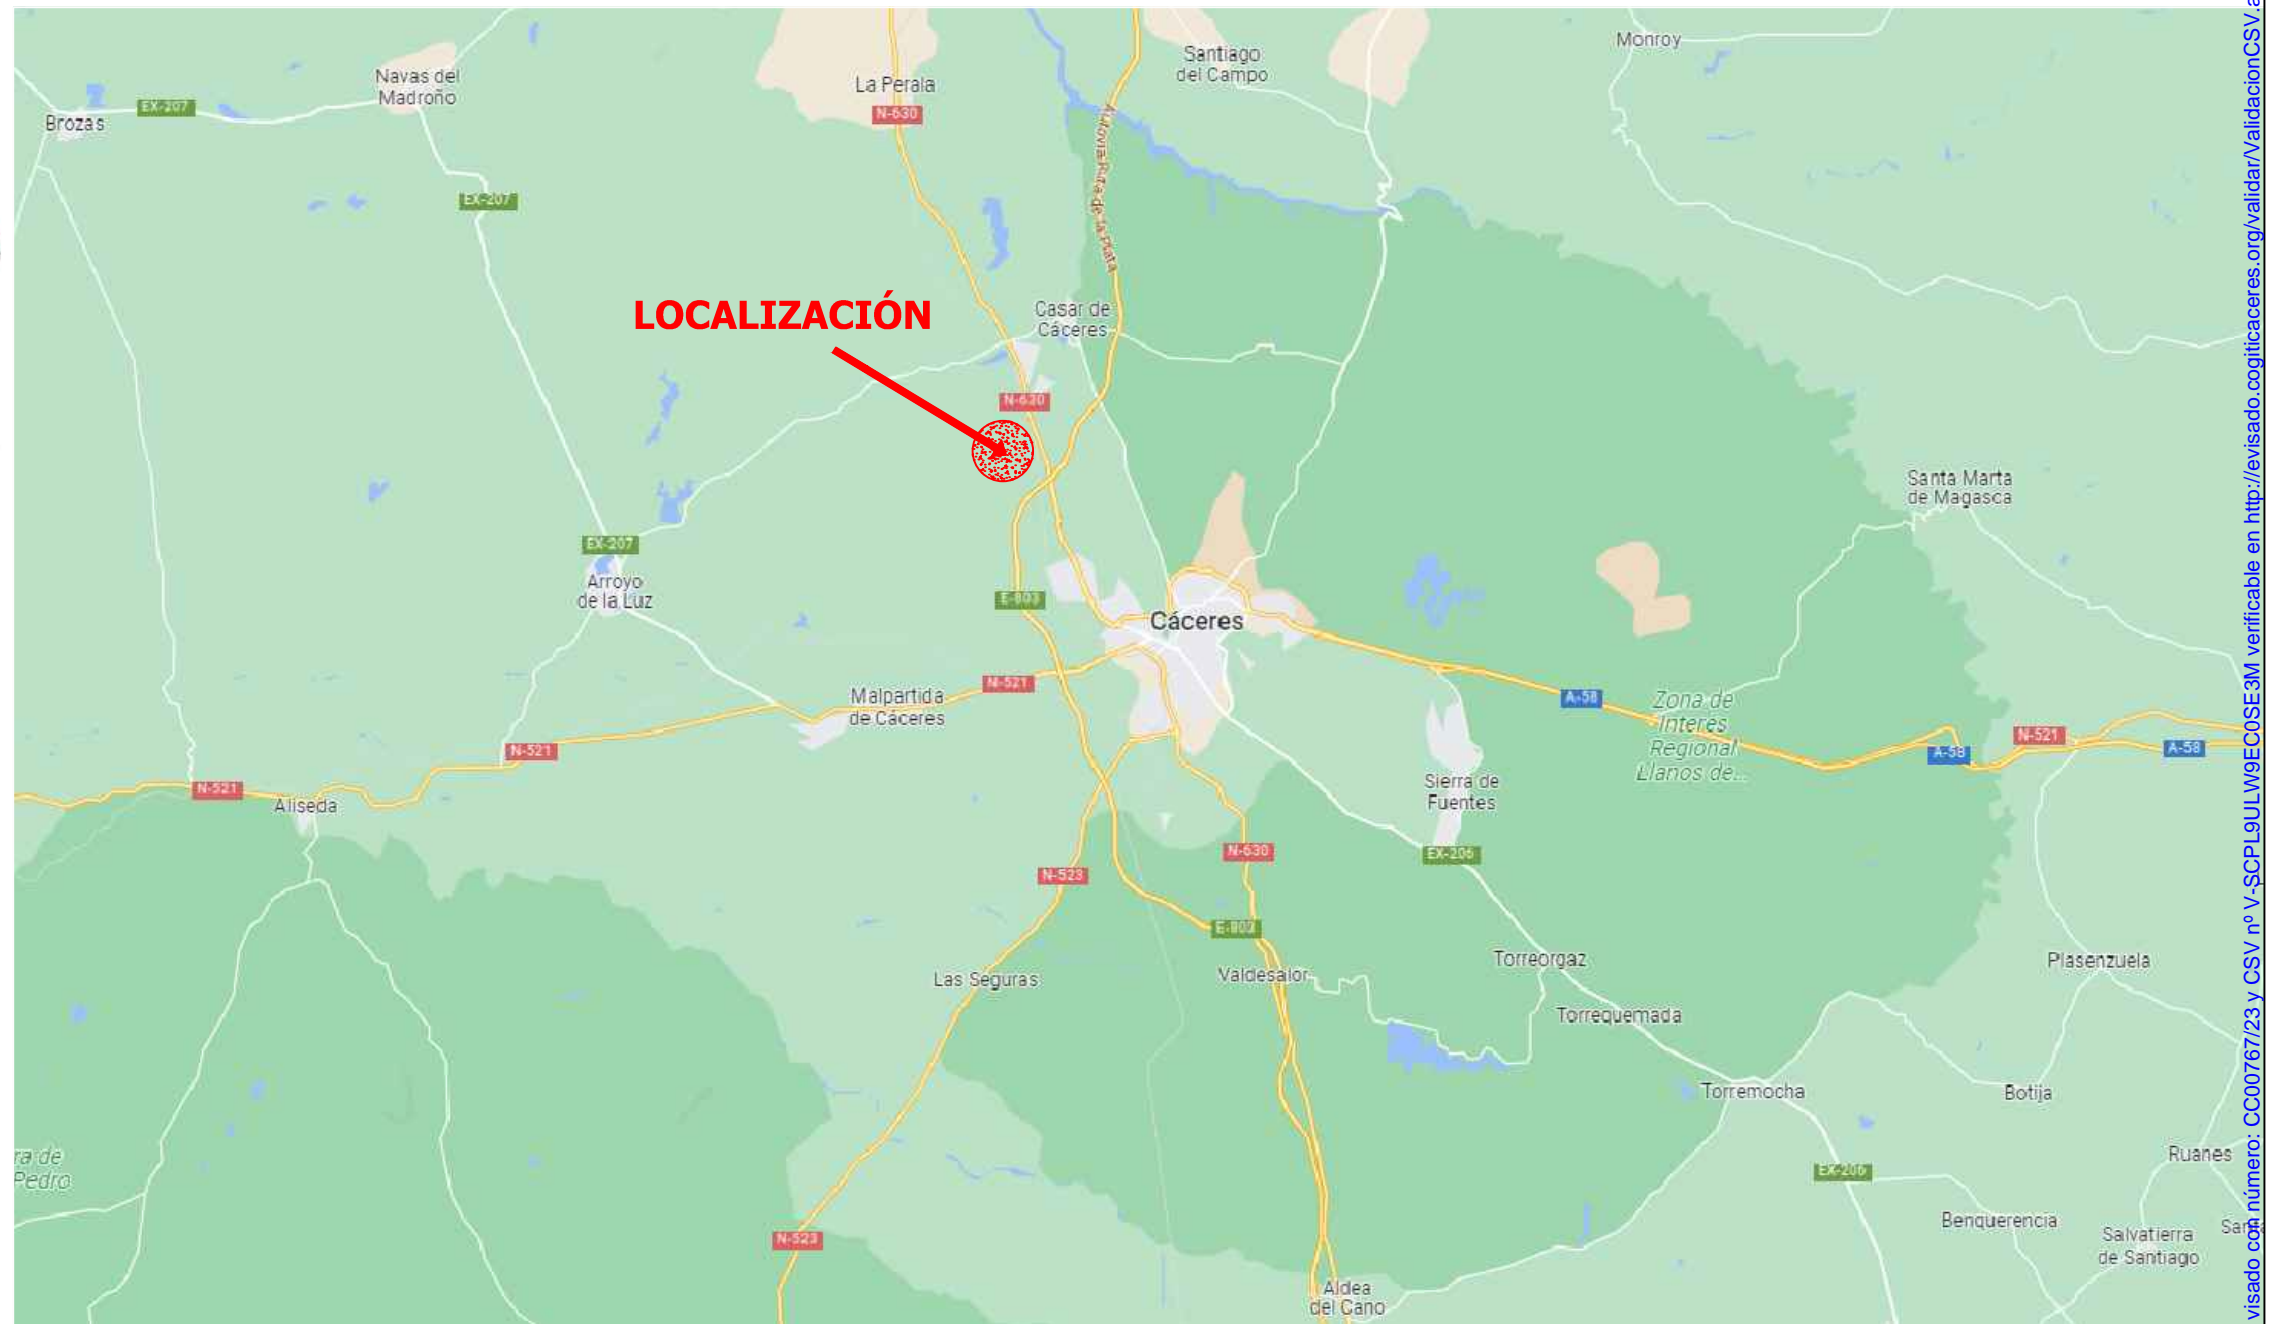 Monroy
Santiago
del Campo
Navas del
Madroño
La Perala
EX-207
N-630
Brozas
Autovía Ruta de la Plata
EX-207
LOCALIZACIÓN
Casar de
Cáceres
N-630
Santa Marta
de Magasca
EX-207
Arroyo
de la Luz
E-803
Cáceres
N-521
Malpartida
de Cáceres
A-58
Zona de
Interés
Regional
Llanos de...
N-521
A-58
A-58
N-521
Sierra de
Fuentes
N-521
Aliseda
N-630
EX-206
N-523
E-803
Torreorgaz
Plasenzuela
Las Seguras
Valdesalor
Torrequemada
Torremocha
Botija
ra de
Pedro
Ruanes
EX-206
Benquerencia
Salvatierra
de Santiago
N-523
Aldea
del Cano
visado con número: CC00767/23 y CSV nº V-SCPL9ULW9EC0SE3M verificable en http://evisado.cogiticaceres.org/validar/ValidacionCSV.a